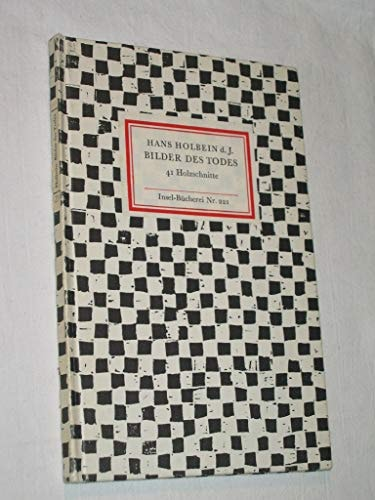 HANS HOLBEIN d. J.
BILDER DES TODES
41 Holzschnitte
Insel-Bücherei Nr. 221